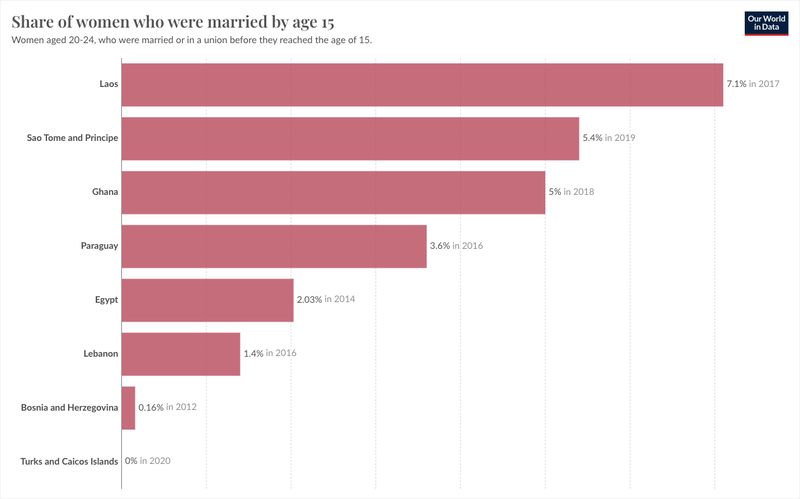 Share of women who were married by age 15
Women aged 20-24, who were married or in a union before they reached the age of 15.
Our World
in Data
Laos 7.1% in 2017
Sao Tome and Principe 5.4% in 2019
Ghana 5% in 2018
Paraguay 3.6% in 2016
Egypt 2.03% in 2014
Lebanon 1.4% in 2016
Bosnia and Herzegovina 0.16% in 2012
Turks and Caicos Islands 0% in 2020